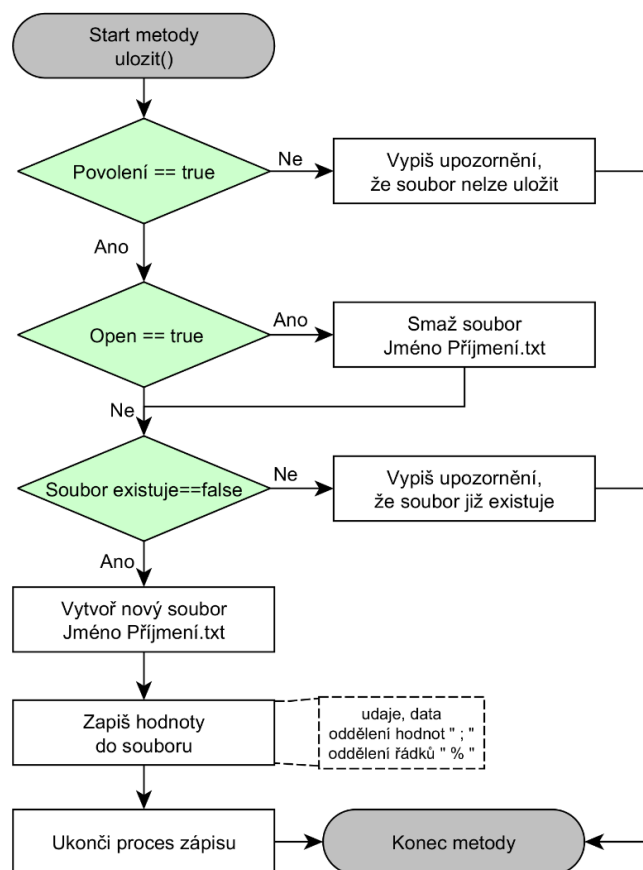 Start metody
ulozit()
Povolení == true
Ne
Vypiš upozornění,
že soubor nelze uložit
Ano
Open == true
Ano
Smaž soubor
Jméno Příjmení.txt
Ne
Soubor existuje==false
Ne
Vypiš upozornění,
že soubor již existuje
Ano
Vytvoř nový soubor
Jméno Příjmení.txt
Zapiš hodnoty
do souboru
udaje, data
oddělení hodnot " ; "
oddělení řádků " % "
Ukonči proces zápisu
Konec metody